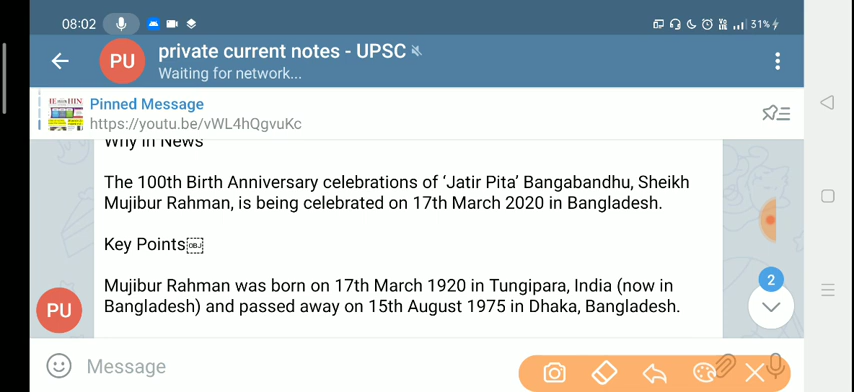 08:02
31%
private current notes - UPSC
PU
Waiting for network...
Pinned Message
https://youtu.be/vWL4hQgvuKc
Why in News
The 100th Birth Anniversary celebrations of ‘Jatir Pita’ Bangabandhu, Sheikh
Mujibur Rahman, is being celebrated on 17th March 2020 in Bangladesh.
Key Points
OBJ
Mujibur Rahman was born on 17th March 1920 in Tungipara, India (now in
Bangladesh) and passed away on 15th August 1975 in Dhaka, Bangladesh.
PU
2
Message